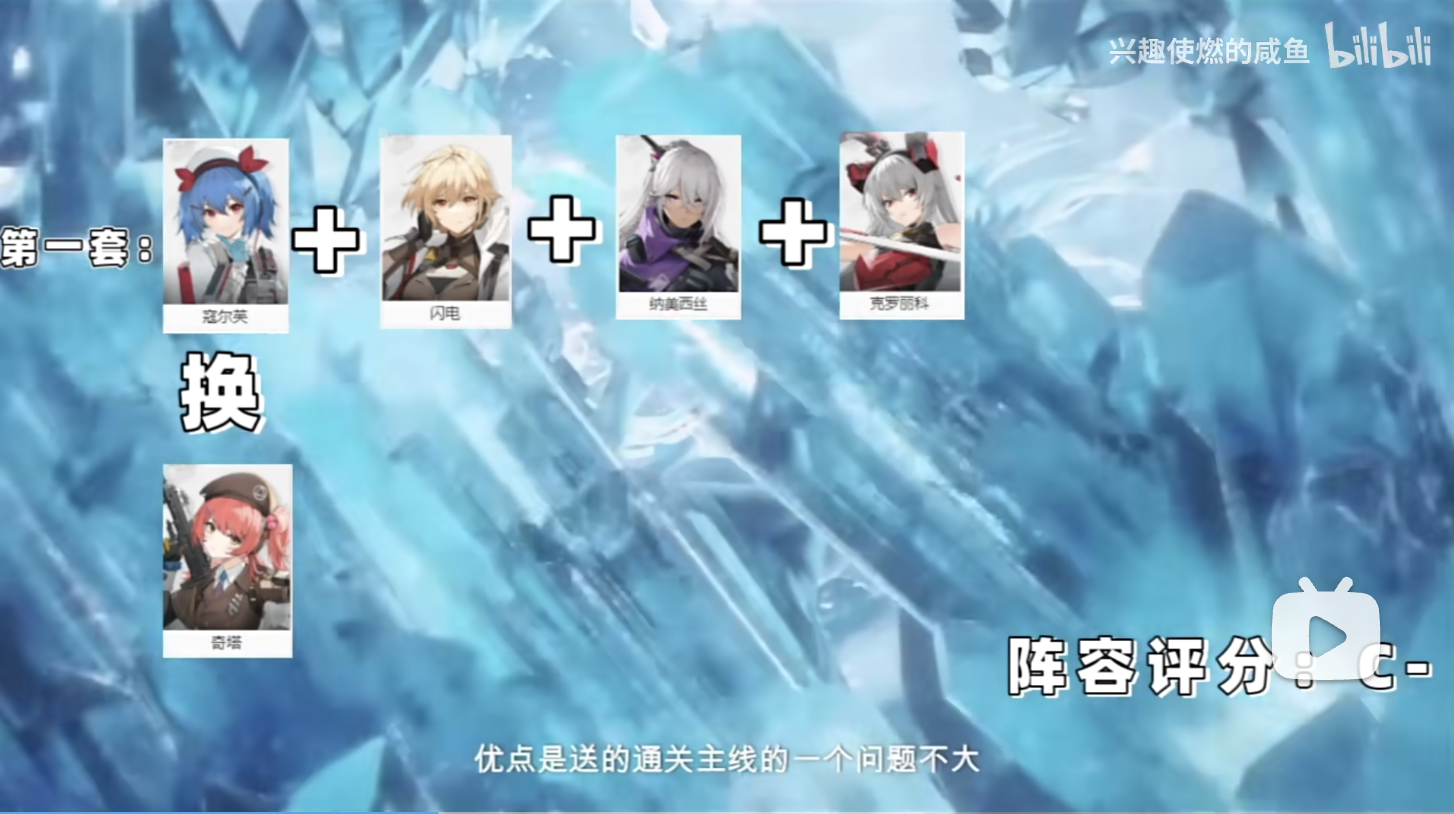 兴趣使燃的咸鱼 bilibili
第一套：
寇尔芙
闪电
纳美西丝
克罗丽科
换
奇塔
阵容评分：C-
优点是送的通关主线的一个问题不大